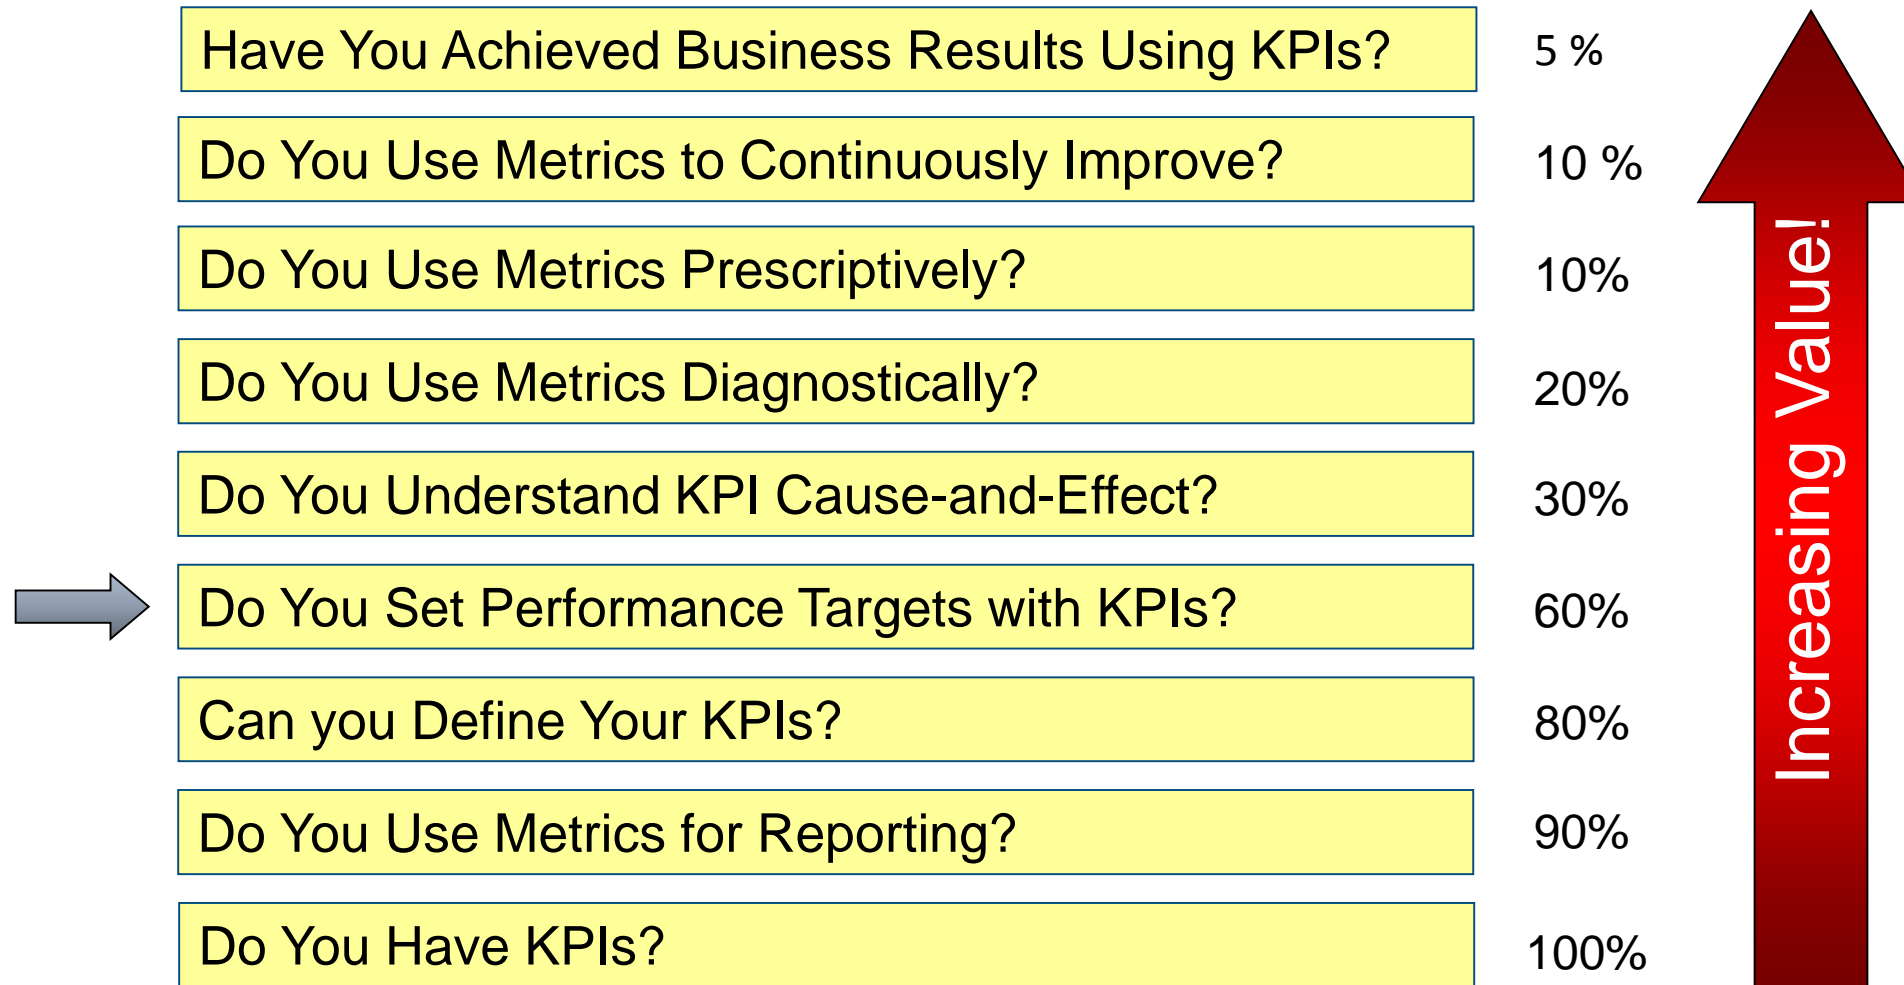 Have You Achieved Business Results Using KPIs? 5 %
Do You Use Metrics to Continuously Improve? 10 %
Do You Use Metrics Prescriptively? 10%
Do You Use Metrics Diagnostically? 20%
Do You Understand KPI Cause-and-Effect? 30%
Do You Set Performance Targets with KPIs? 60%
Can you Define Your KPIs? 80%
Do You Use Metrics for Reporting? 90%
Do You Have KPIs? 100%
Increasing Value!